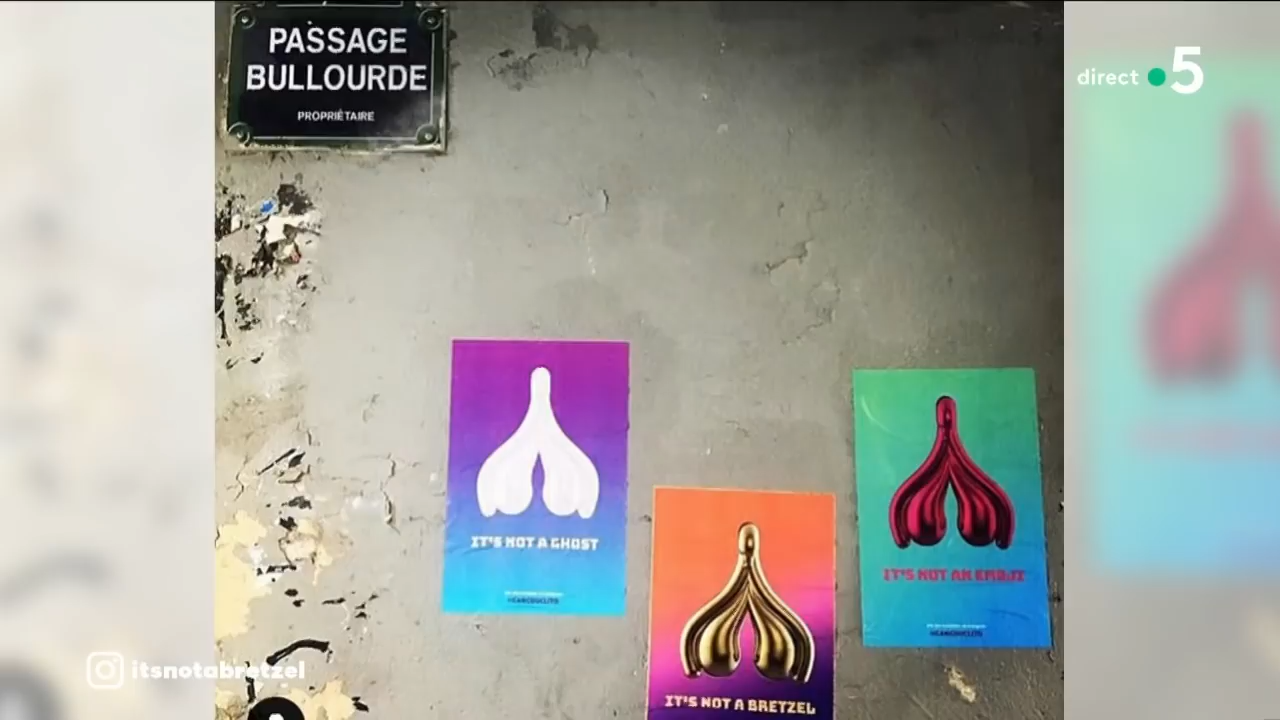 PASSAGE
BULLOURDE
PROPRIÉTAIRE
direct 5
IT'S NOT A GHOST
IT'S NOT AN EMOJI
IT'S NOT A BRETZEL
itsnotabretzel